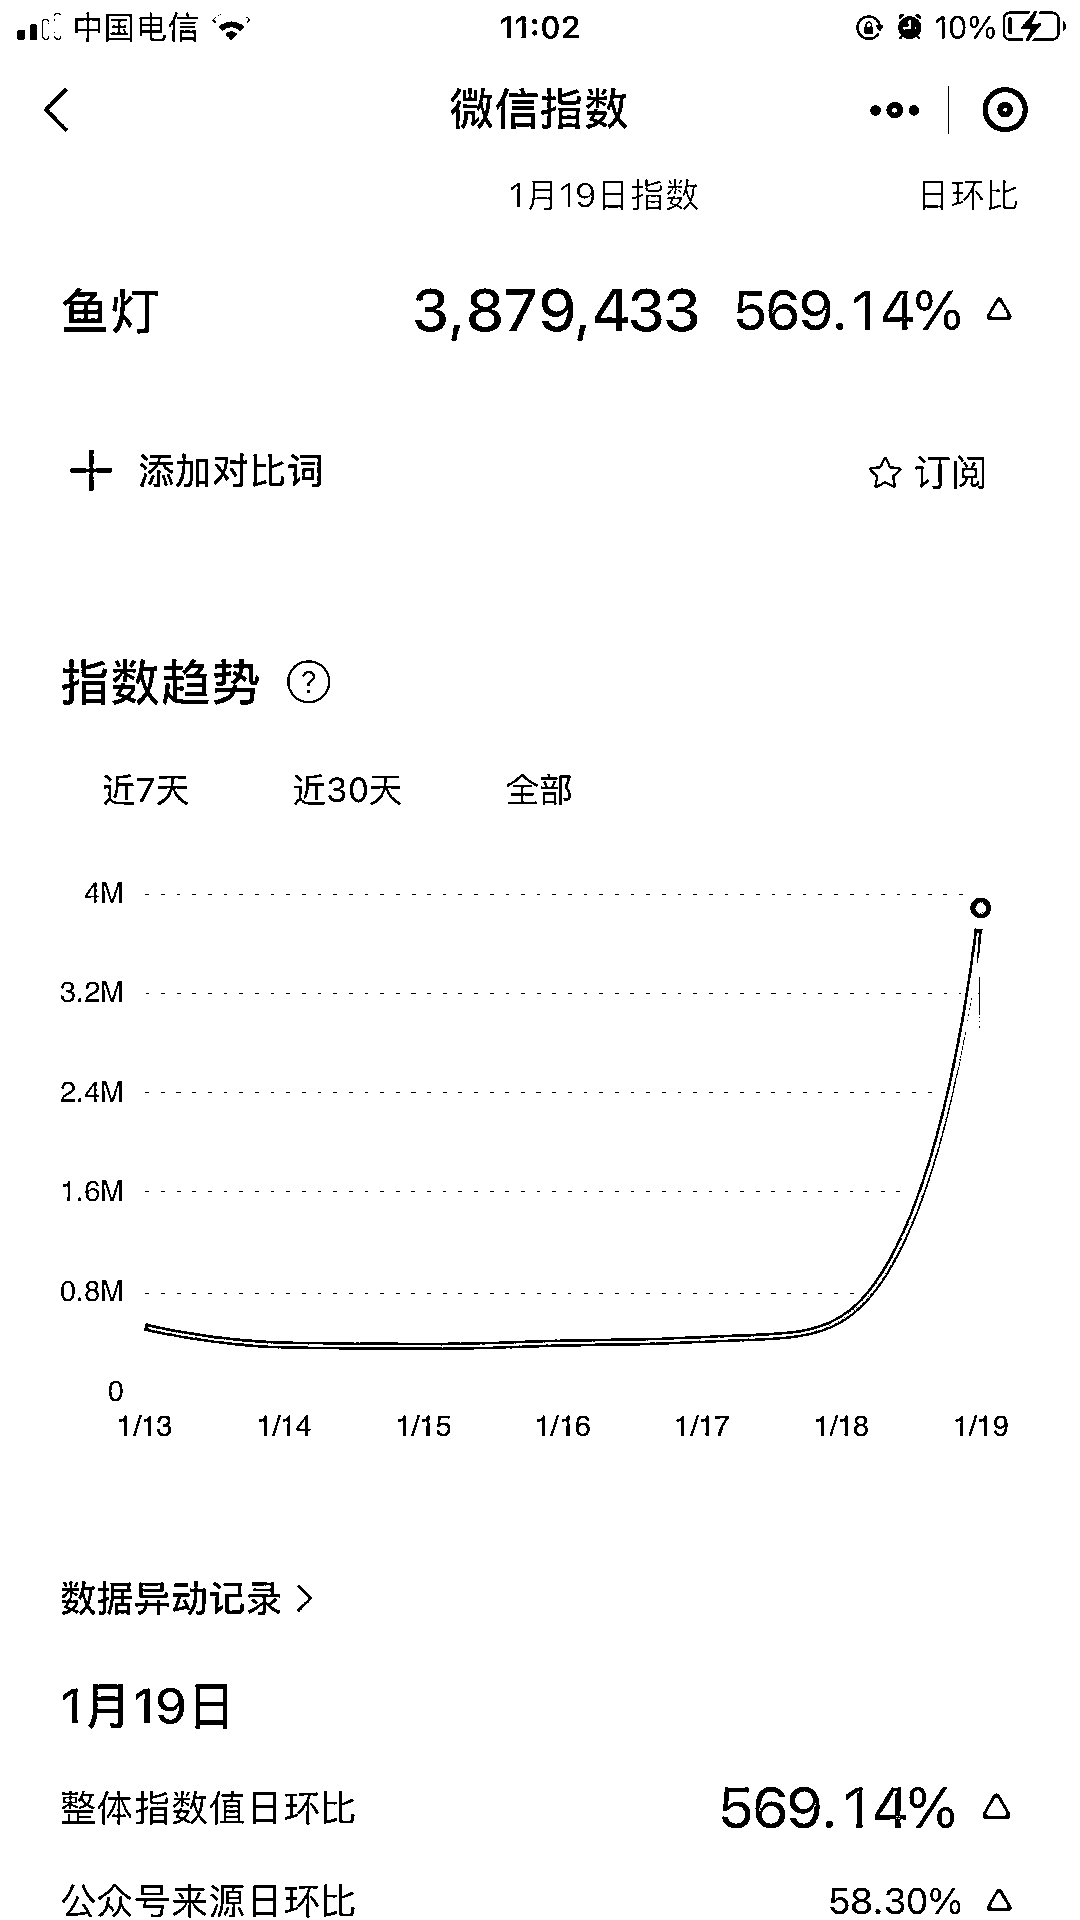 中国电信 11:02 10%
微信指数
1月19日指数 日环比
鱼灯 3,879,433 569.14%
添加对比词 订阅
指数趋势 ?
近7天 近30天 全部
4M
3.2M
2.4M
1.6M
0.8M
0
1/13 1/14 1/15 1/16 1/17 1/18 1/19
数据异动记录 >
1月19日
整体指数值日环比 569.14%
公众号来源日环比 58.30%